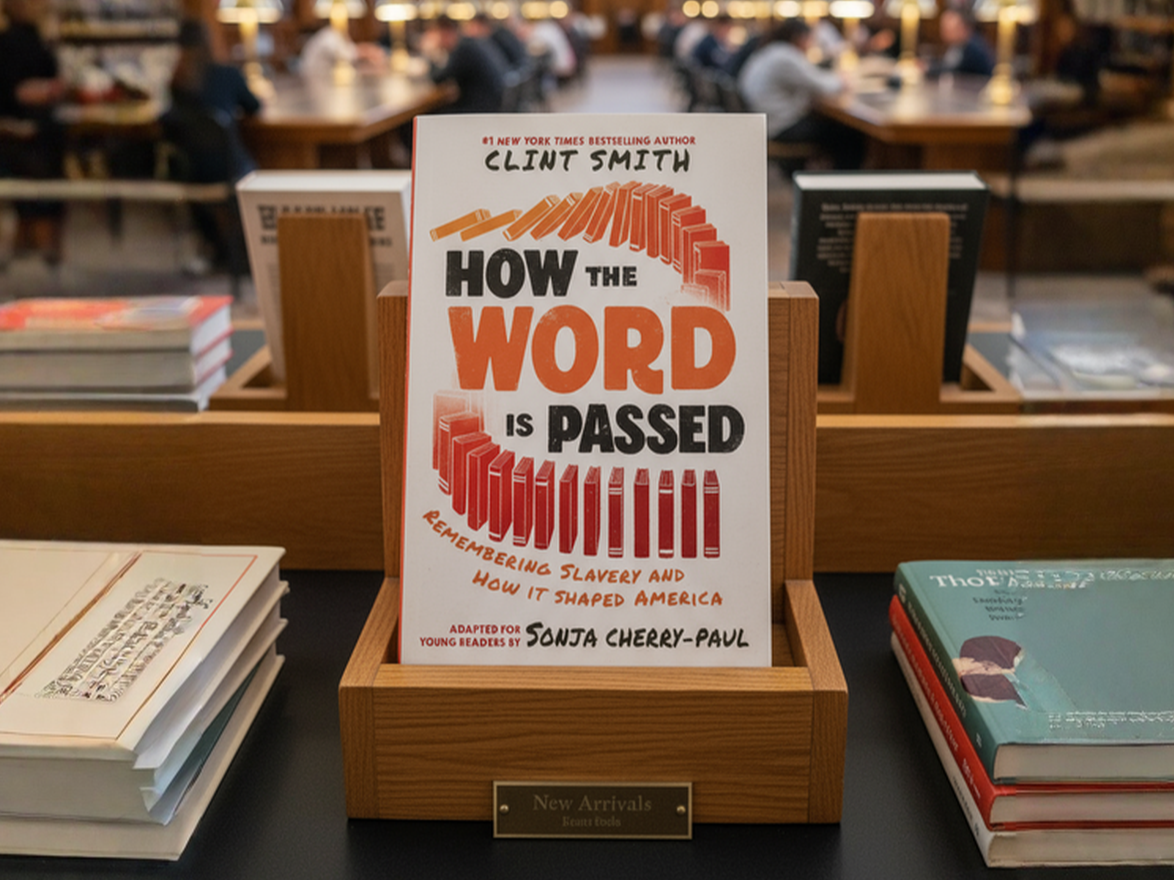 #1 NEW YORK TIMES BESTSELLING AUTHOR
CLINT SMITH
HOW THE
WORD
IS PASSED
REMEMBERING SLAVERY AND
HOW IT SHAPED AMERICA
ADAPTED FOR
YOUNG READERS BY SONJA CHERRY-PAUL
New Arrivals